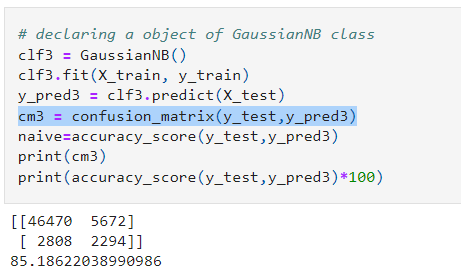 # declaring a object of GaussianNB class
clf3 = GaussianNB()
clf3.fit(X_train, y_train)
y_pred3 = clf3.predict(X_test)
cm3 = confusion_matrix(y_test,y_pred3)
naive=accuracy_score(y_test,y_pred3)
print(cm3)
print(accuracy_score(y_test,y_pred3)*100)
[[46470  5672]
 [ 2808  2294]]
85.18622038990986